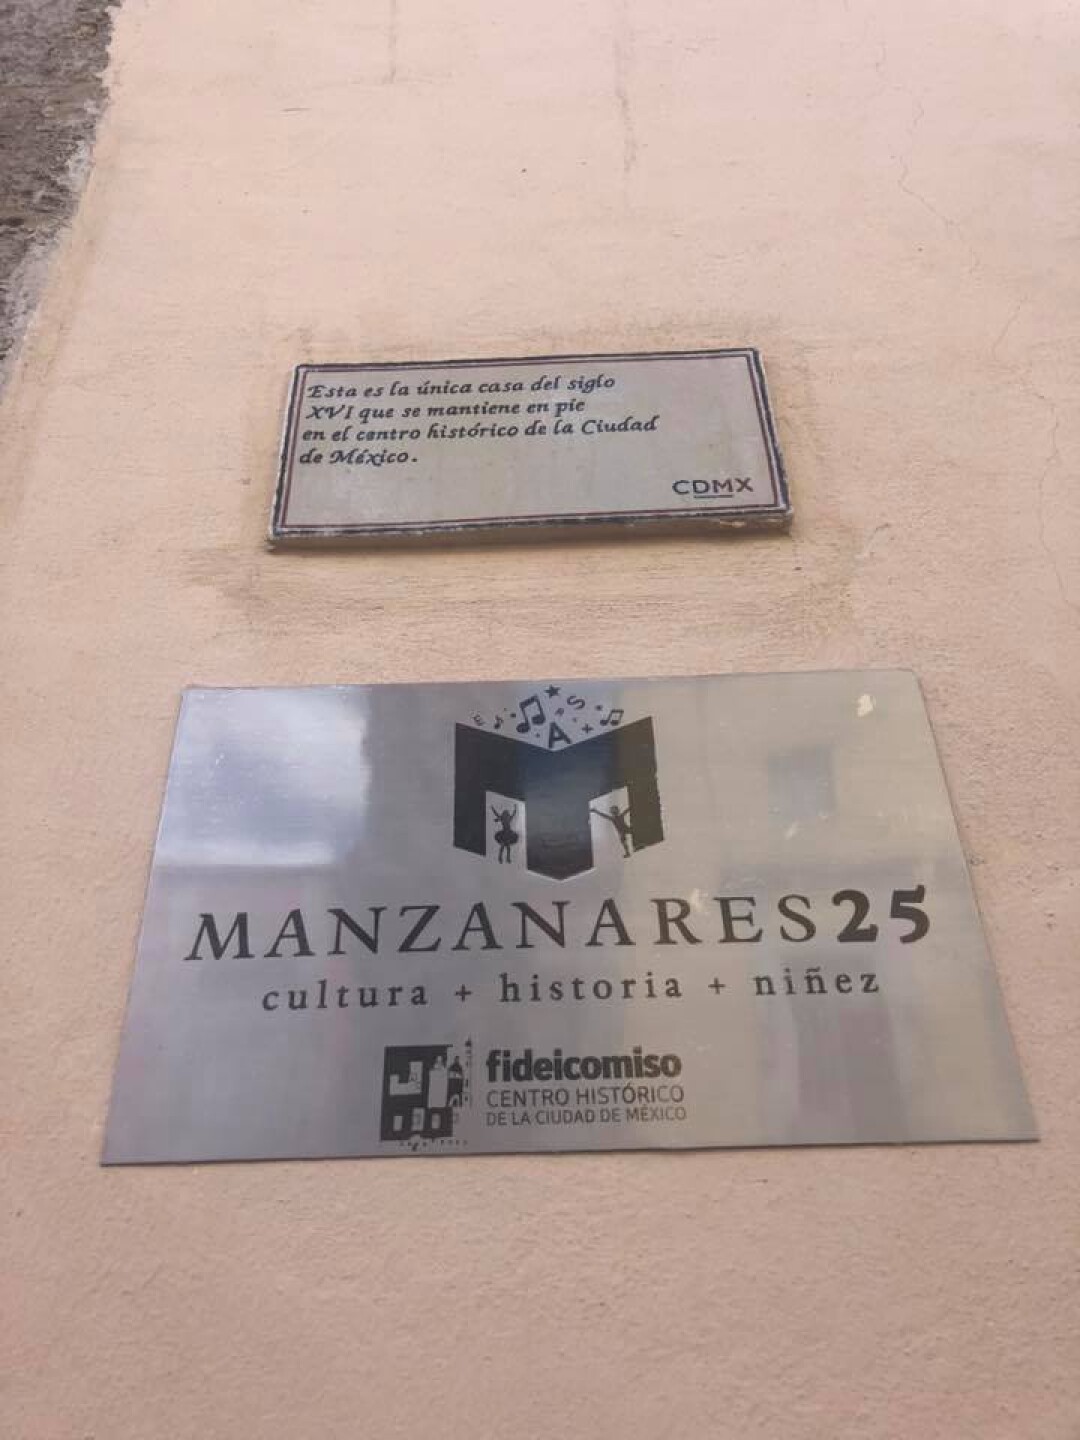 Esta es la única casa del siglo
XVI que se mantiene en pie
en el centro histórico de la Ciudad
de México.
CDMX
A S
MANZANARES25
cultura + historia + niñez
fideicomiso
CENTRO HISTÓRICO
DE LA CIUDAD DE MÉXICO